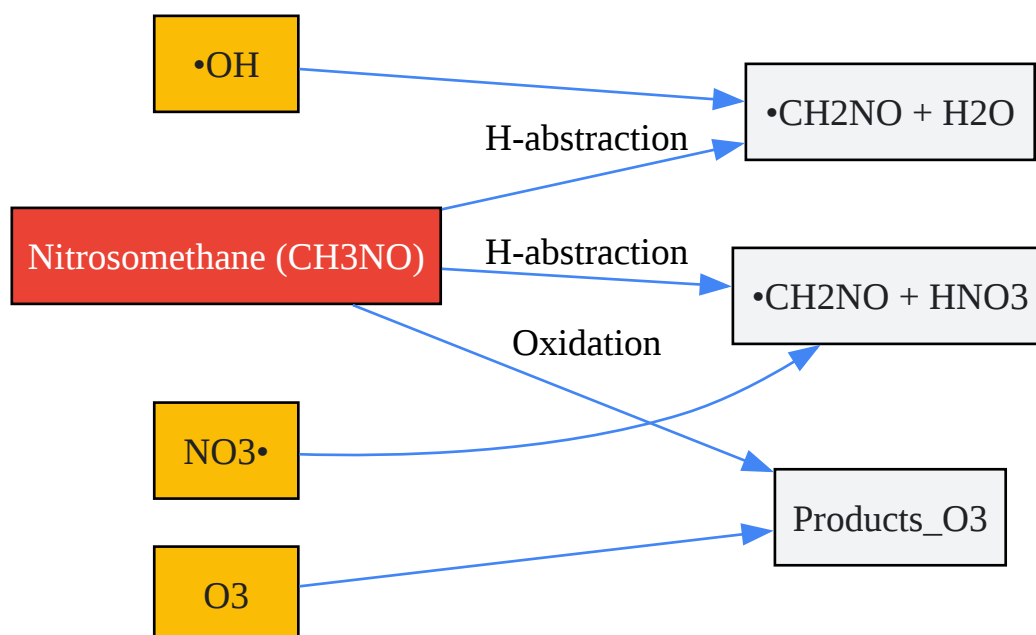 •OH
•CH2NO + H2O
H-abstraction
Nitrosomethane (CH3NO)
H-abstraction
•CH2NO + HNO3
Oxidation
NO3•
Products_O3
O3